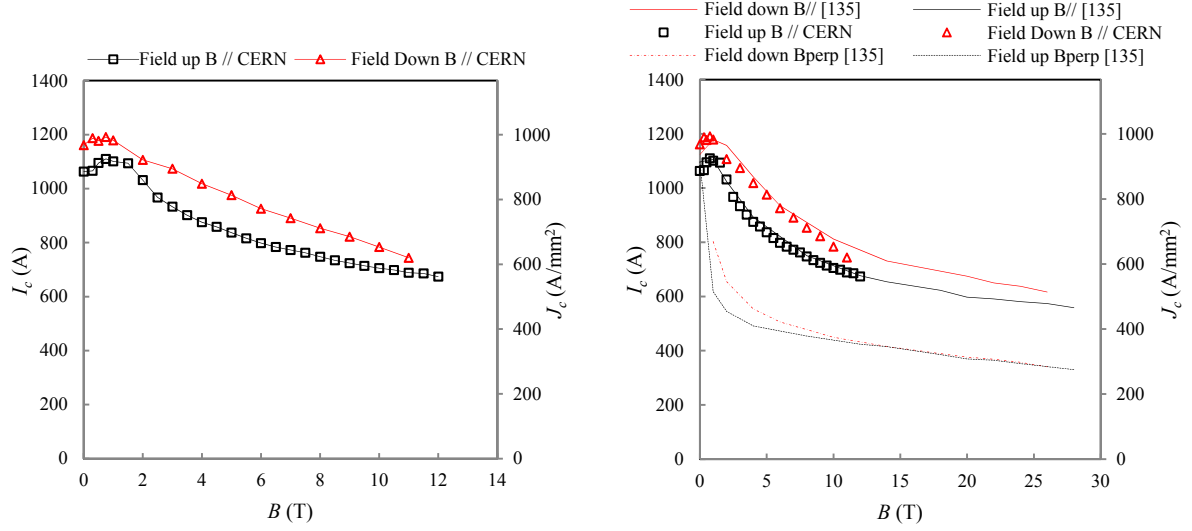 Field up B // CERN
Field Down B // CERN
1400
1200
1000
800
600
400
200
0
I_c (A)
0 2 4 6 8 10 12 14
B (T)
1000
800
600
400
200
0
J_c (A/mm²)
Field down B// [135]
Field up B// [135]
Field up B // CERN
Field Down B // CERN
Field down Bperp [135]
Field up Bperp [135]
1400
1200
1000
800
600
400
200
0
I_c (A)
0 5 10 15 20 25 30
B (T)
1000
800
600
400
200
0
J_c (A/mm²)